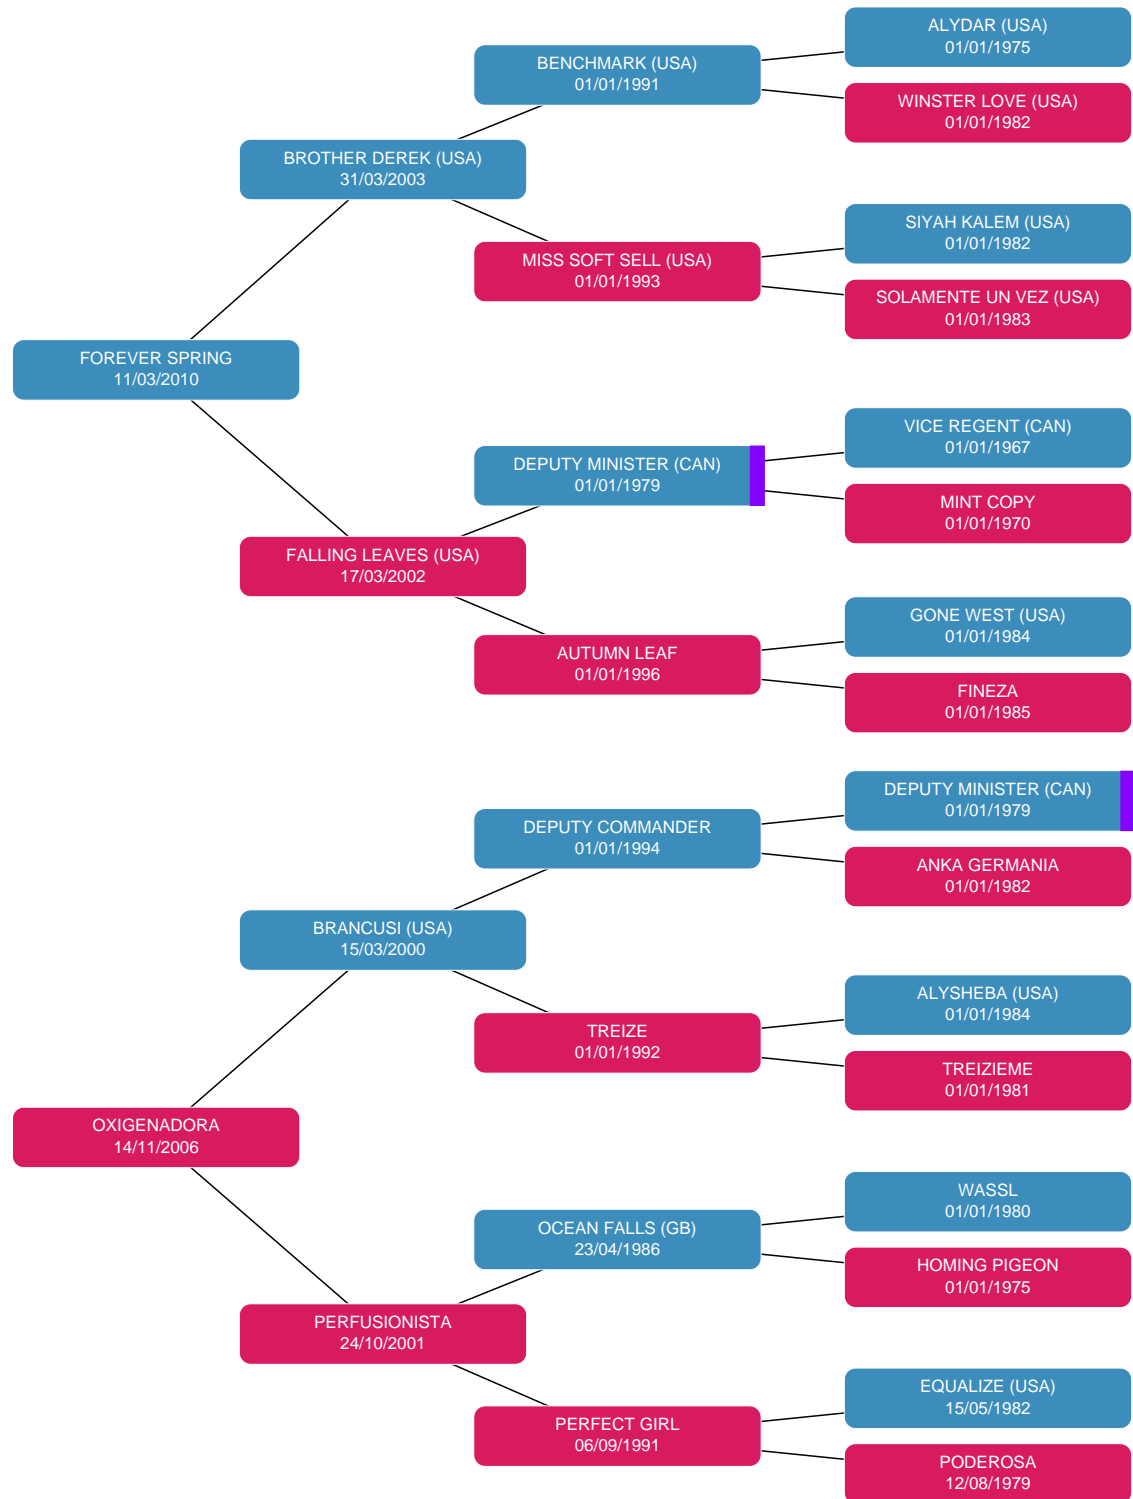 ALYDAR (USA)
01/01/1975
BENCHMARK (USA)
01/01/1991
WINSTER LOVE (USA)
01/01/1982
BROTHER DEREK (USA)
31/03/2003
SIYAH KALEM (USA)
01/01/1982
MISS SOFT SELL (USA)
01/01/1993
SOLAMENTE UN VEZ (USA)
01/01/1983
FOREVER SPRING
11/03/2010
VICE REGENT (CAN)
01/01/1967
DEPUTY MINISTER (CAN)
01/01/1979
MINT COPY
01/01/1970
FALLING LEAVES (USA)
17/03/2002
GONE WEST (USA)
01/01/1984
AUTUMN LEAF
01/01/1996
FINEZA
01/01/1985
DEPUTY MINISTER (CAN)
01/01/1979
DEPUTY COMMANDER
01/01/1994
ANKA GERMANIA
01/01/1982
BRANCUSI (USA)
15/03/2000
ALYSHEBA (USA)
01/01/1984
TREIZE
01/01/1992
TREIZIEME
01/01/1981
OXIGENADORA
14/11/2006
WASSL
01/01/1980
OCEAN FALLS (GB)
23/04/1986
HOMING PIGEON
01/01/1975
PERFUSIONISTA
24/10/2001
EQUALIZE (USA)
15/05/1982
PERFECT GIRL
06/09/1991
PODEROSA
12/08/1979